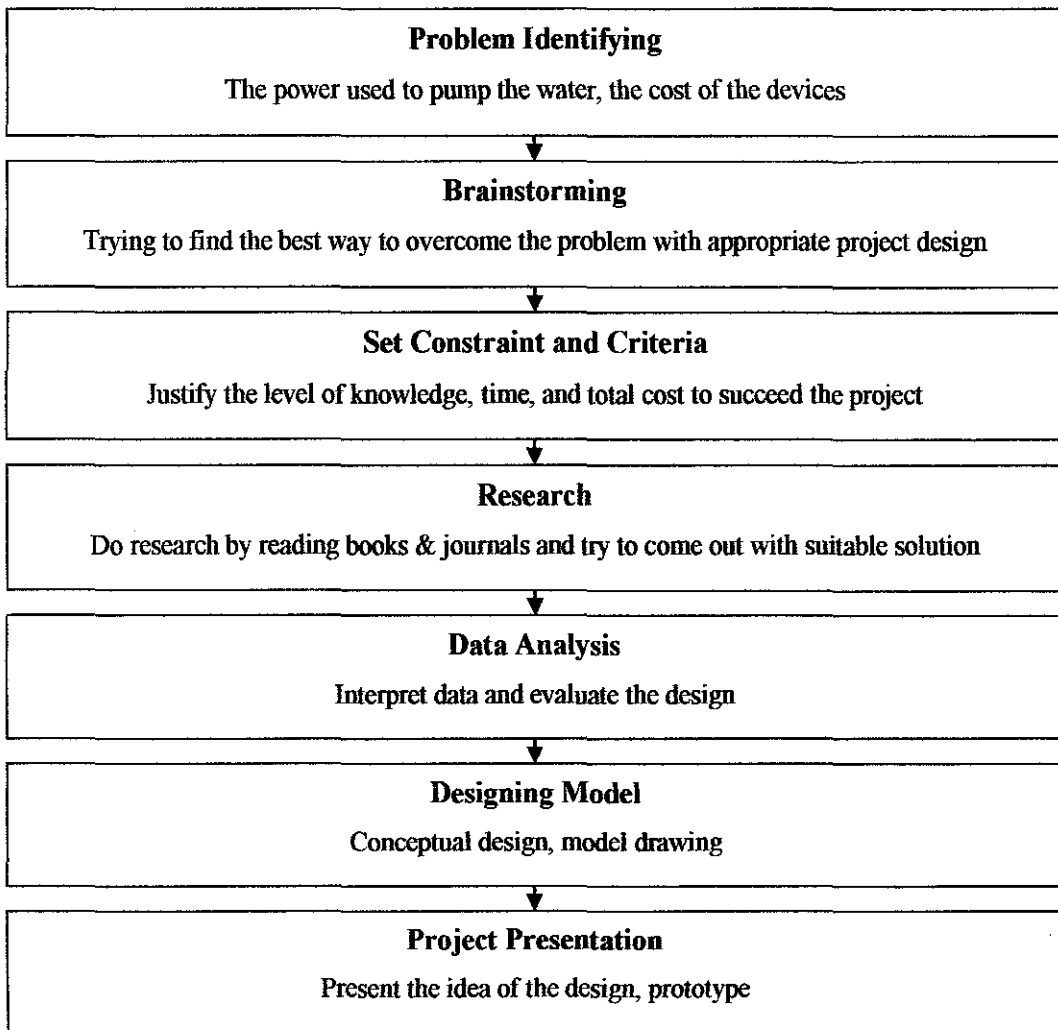 Problem Identifying
The power used to pump the water, the cost of the devices
Brainstorming
Trying to find the best way to overcome the problem with appropriate project design
Set Constraint and Criteria
Justify the level of knowledge, time, and total cost to succeed the project
Research
Do research by reading books & journals and try to come out with suitable solution
Data Analysis
Interpret data and evaluate the design
Designing Model
Conceptual design, model drawing
Project Presentation
Present the idea of the design, prototype